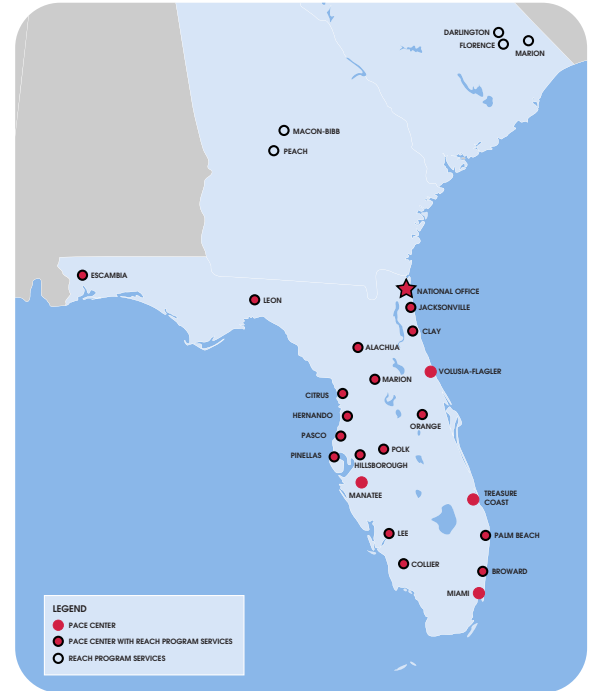 DARLINGTON
FLORENCE
MARION
MACON-BIBB
PEACH
ESCAMBIA
LEON
NATIONAL OFFICE
JACKSONVILLE
CLAY
ALACHUA
VOLUSIA-FLAGLER
MARION
CITRUS
HERNANDO
ORANGE
PASCO
POLK
PINELLAS
HILLSBOROUGH
MANATEE
TREASURE
COAST
LEE
PALM BEACH
COLLIER
BROWARD
MIAMI
LEGEND
PACE CENTER
PACE CENTER WITH REACH PROGRAM SERVICES
REACH PROGRAM SERVICES